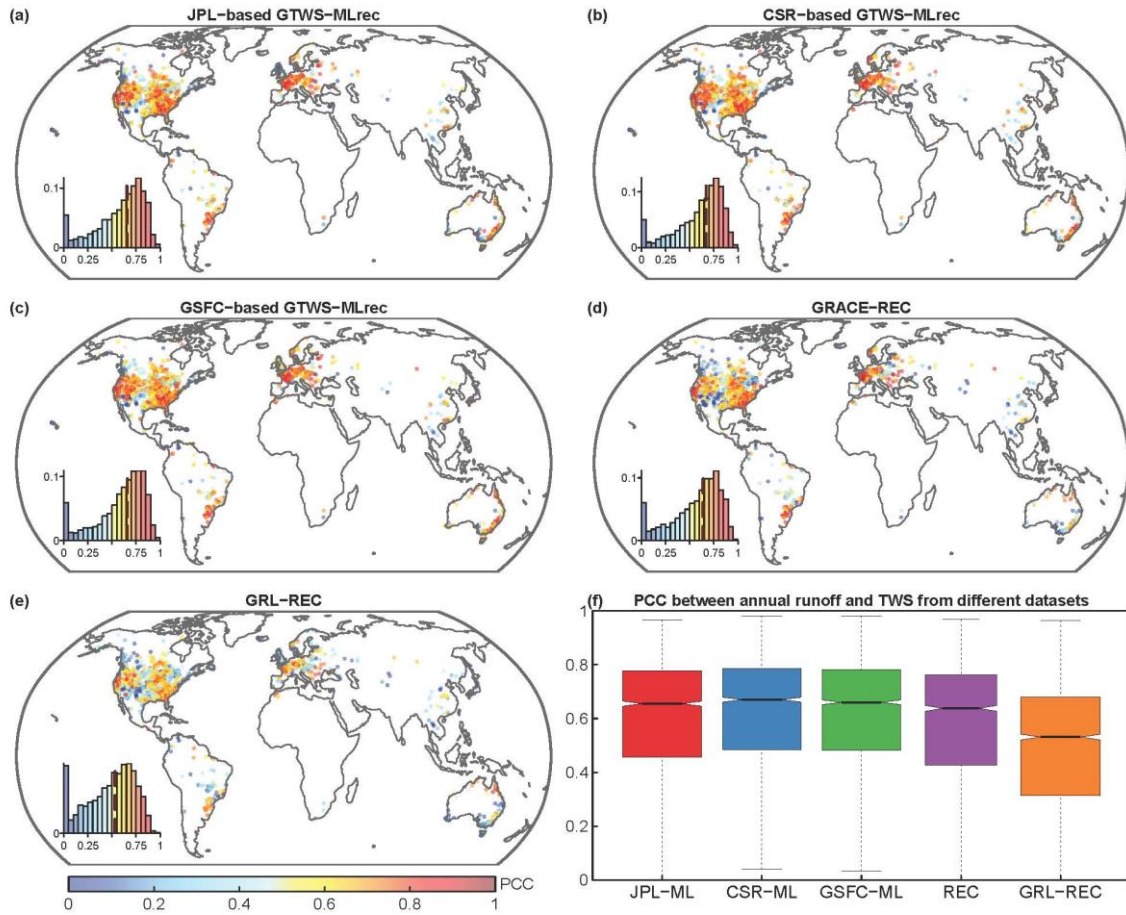 (a) JPL−based GTWS−MLrec
0.1
0
0 0.25 0.75 1
(b) CSR−based GTWS−MLrec
0.1
0
0 0.25 0.75 1
(c) GSFC−based GTWS−MLrec
0.1
0
0 0.25 0.75 1
(d) GRACE−REC
0.1
0
0 0.25 0.75 1
(e) GRL−REC
0
0 0.25 0.75 1
PCC
0 0.2 0.4 0.6 0.8 1
(f) PCC between annual runoff and TWS from different datasets
1
0.8
0.6
0.4
0.2
0
JPL−ML CSR−ML GSFC−ML REC GRL−REC